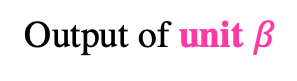 Output of unit β